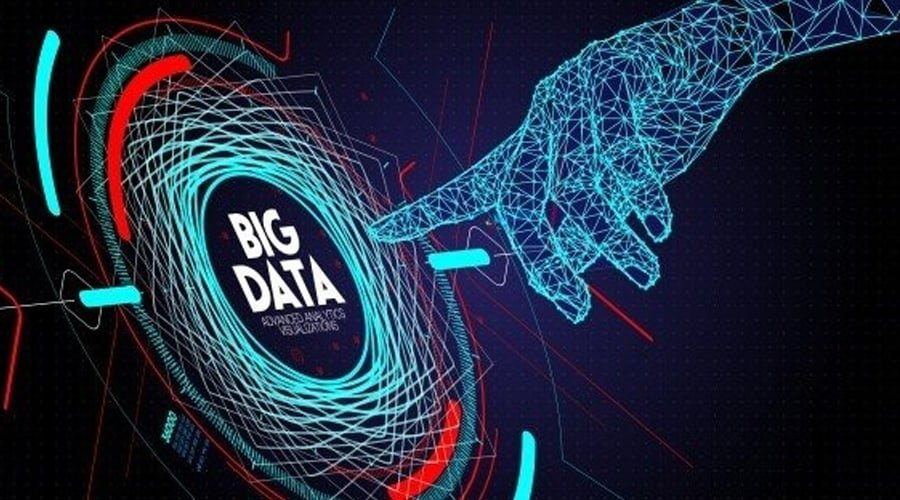 BIG
DATA
ADVANCED ANALYTICS
VISUALIZATIONS